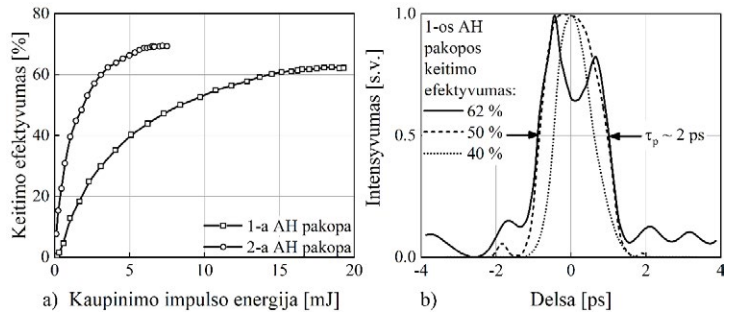 80
60
40
20
0
Keitimo efektyvumas [%]
1-a AH pakopa
2-a AH pakopa
0 5 10 15 20
a) Kaupinimo impulso energija [mJ]
1.0
0.5
0.0
Intensyvumas [s.v.]
1-os AH
pakopos
keitimo
efektyvumas:
62 %
50 %
40 %
τp ~ 2 ps
-4 -2 0 2 4
b) Delsa [ps]